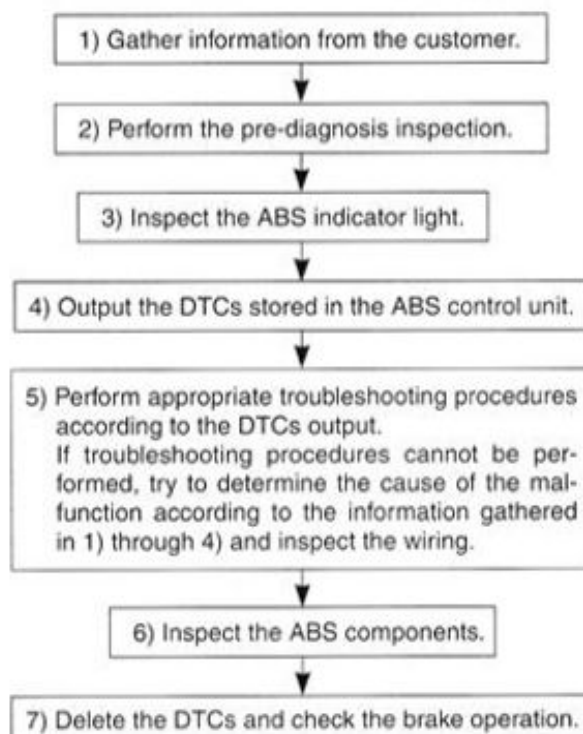 1) Gather information from the customer.
2) Perform the pre-diagnosis inspection.
3) Inspect the ABS indicator light.
4) Output the DTCs stored in the ABS control unit.
5) Perform appropriate troubleshooting procedures
according to the DTCs output.
If troubleshooting procedures cannot be per-
formed, try to determine the cause of the mal-
function according to the information gathered
in 1) through 4) and inspect the wiring.
6) Inspect the ABS components.
7) Delete the DTCs and check the brake operation.